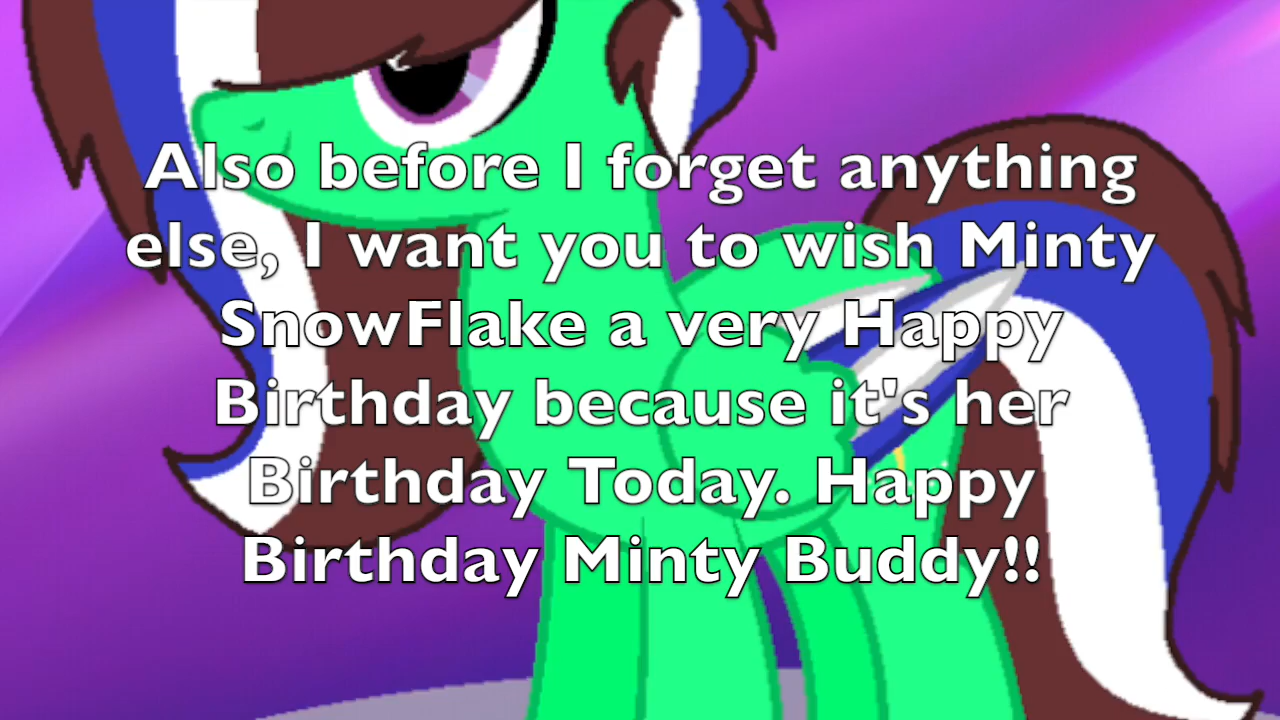 Also before I forget anything
else, I want you to wish Minty
SnowFlake a very Happy
Birthday because it's her
Birthday Today. Happy
Birthday Minty Buddy!!